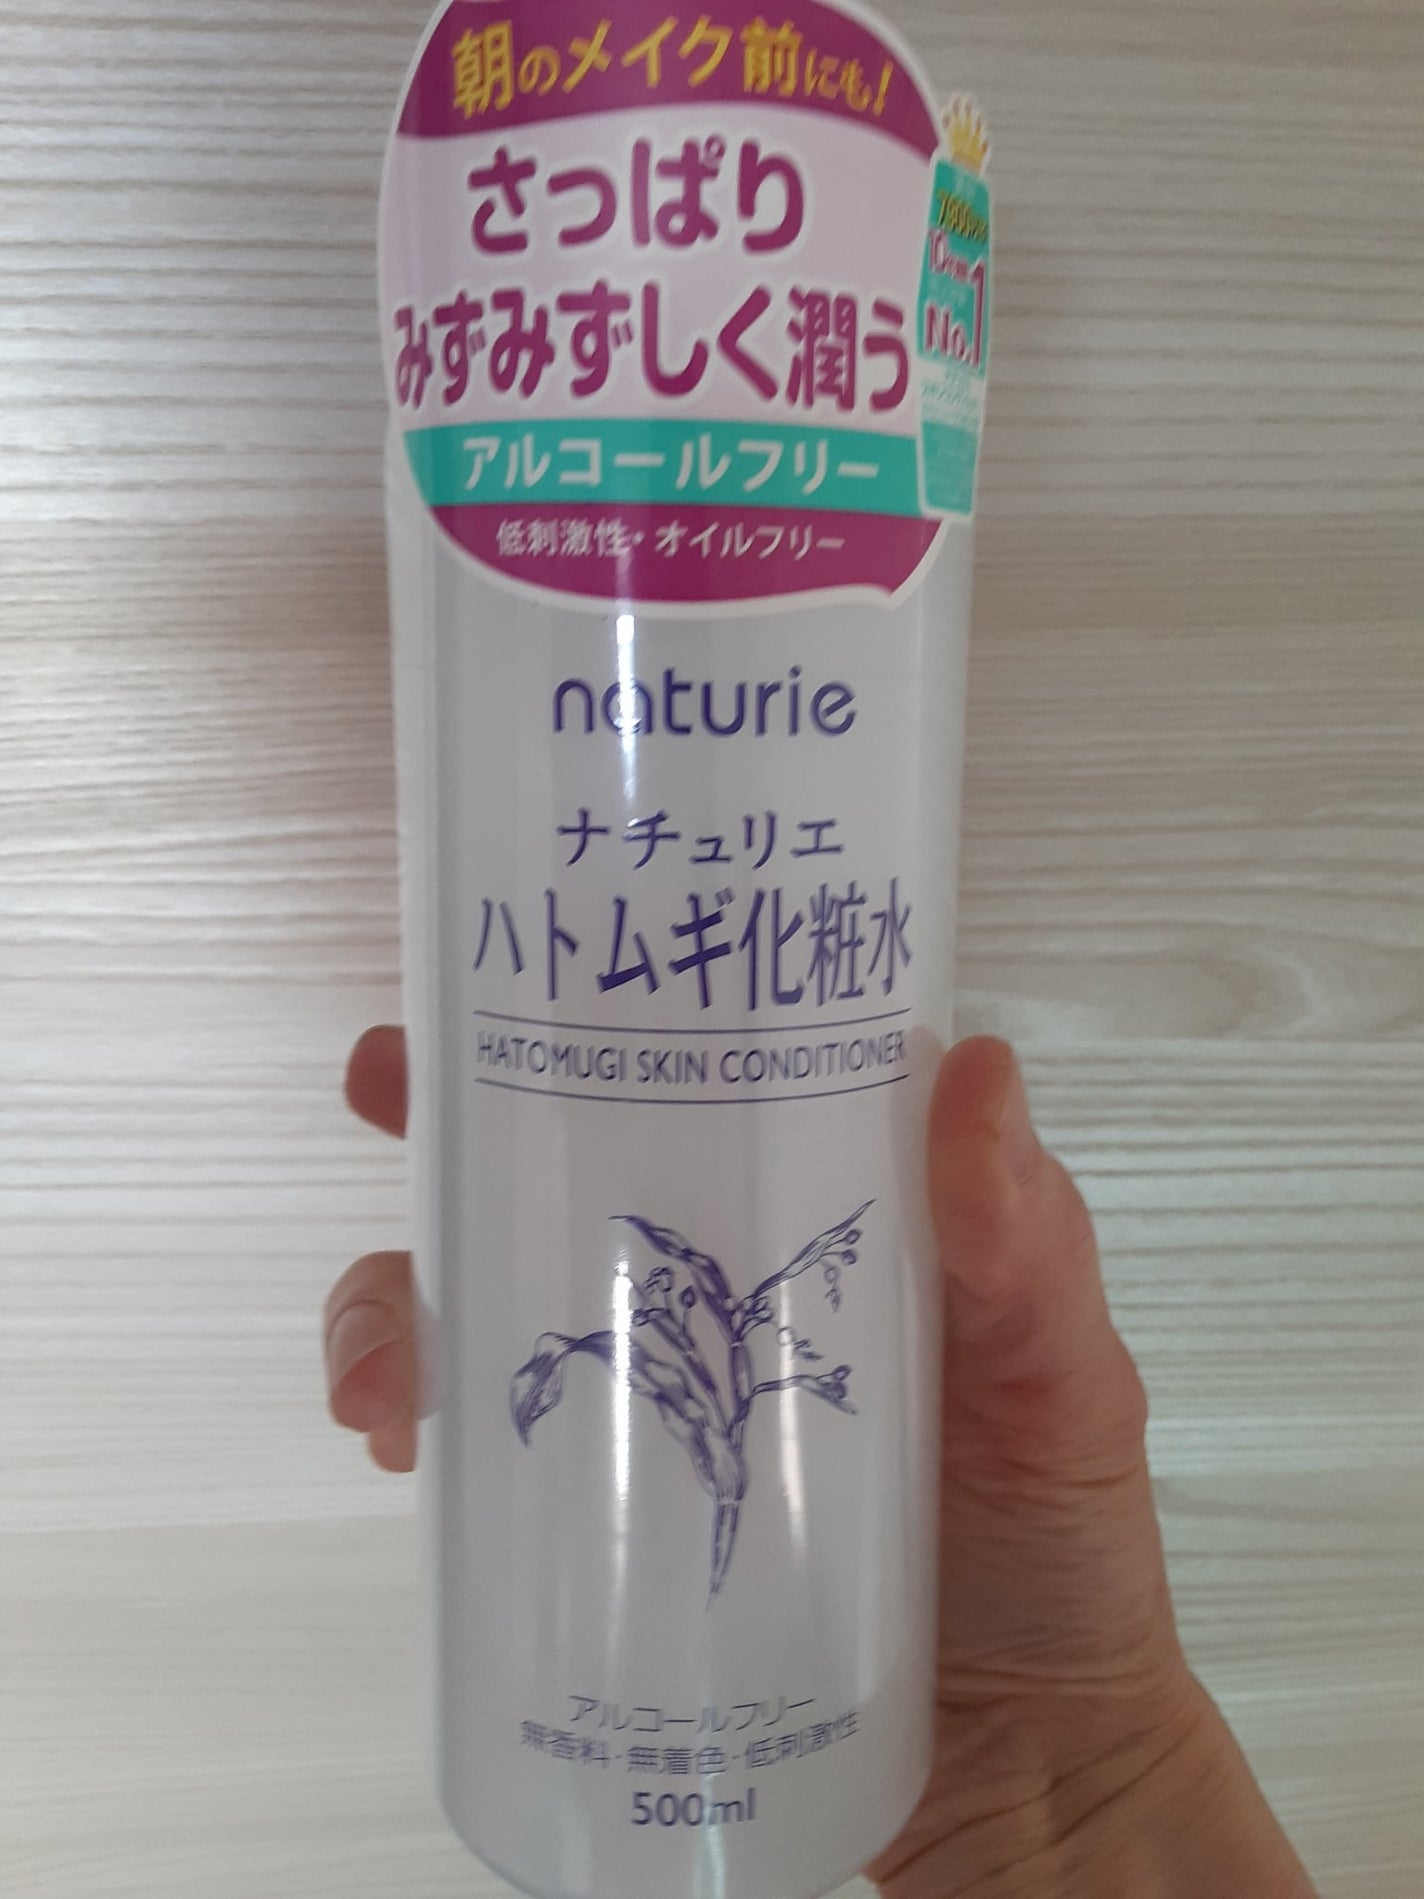 朝のメイク前にも!
さっぱり
みずみずしく潤う
アルコールフリー
低刺激性・オイルフリー
No.1
naturie
ナチュリエ
ハトムギ化粧水
HATOMUGI SKIN CONDITIONER
アルコールフリー
無香料・無着色・低刺激性
500ml